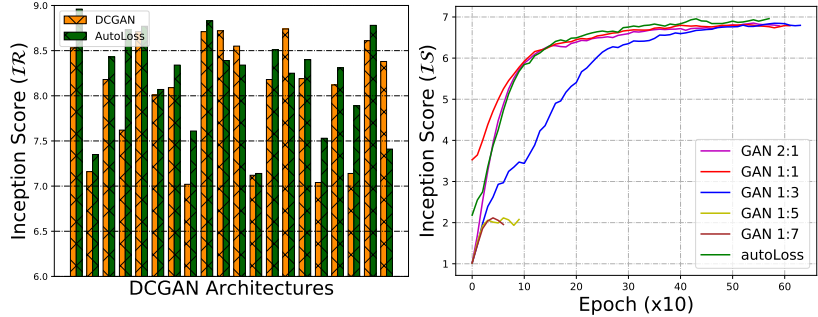 9.0
8.5
8.0
7.5
7.0
6.5
6.0
Inception Score (IR)
DCGAN
AutoLoss
DCGAN Architectures
7
6
5
4
3
2
1
Inception Score (IS)
GAN 2:1
GAN 1:1
GAN 1:3
GAN 1:5
GAN 1:7
autoLoss
0 10 20 30 40 50 60
Epoch (x10)